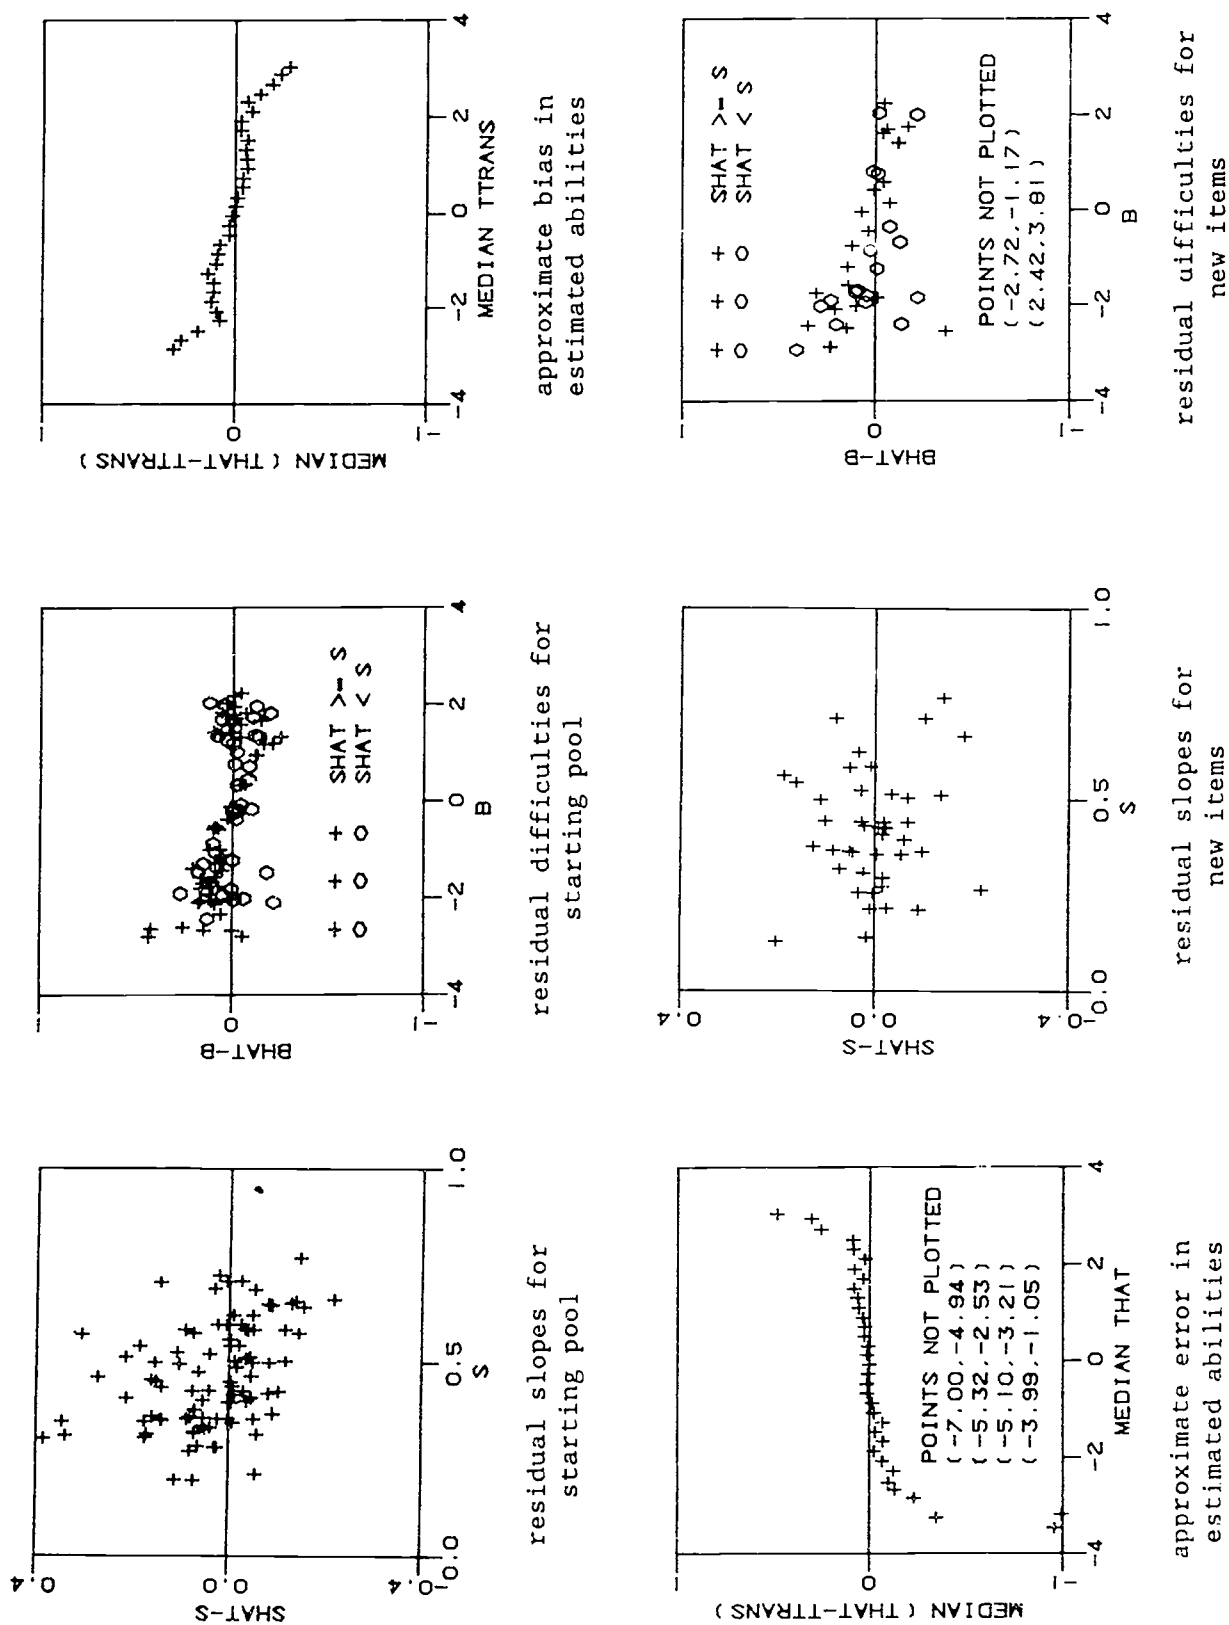 0.4
0.0
-0.4
SHAT-S
0.0
0.5
1.0
S
residual slopes for
starting pool
1
0
-1
BHAT-B
+ + + SHAT >= S
O O O SHAT < S
-4
-2
0
2
4
B
residual difficulties for
starting pool
1
0
-1
MEDIAN (THAT-TTRANS)
-4
-2
0
2
4
MEDIAN TTRANS
approximate bias in
estimated abilities
1
0
-1
MEDIAN (THAT-TTRANS)
POINTS NOT PLOTTED
(-7.00,-4.94)
(-5.32,-2.53)
(-5.10,-3.21)
(-3.99,-1.05)
-4
-2
0
2
4
MEDIAN THAT
approximate error in
estimated abilities
0.4
0.0
-0.4
SHAT-S
0.0
0.5
1.0
S
residual slopes for
new items
1
0
-1
BHAT-B
+ + + SHAT >= S
O O O SHAT < S
POINTS NOT PLOTTED
(-2.72,-1.17)
(2.42,3.81)
-4
-2
0
2
4
B
residual uifficulties for
new items